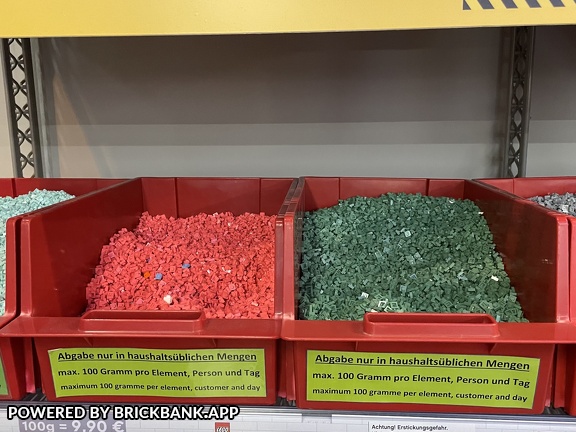 Abgabe nur in haushaltsüblichen Mengen
max. 100 Gramm pro Element, Person und Tag
maximum 100 gramme per element, customer and day
Abgabe nur in haushaltsüblichen Mengen
max. 100 Gramm pro Element, Person und Tag
maximum 100 gramme per element, customer and day
POWERED BY BRICKBANK.APP
100g = 9,90 €
LEGO
Achtung! Erstickungsgefahr.